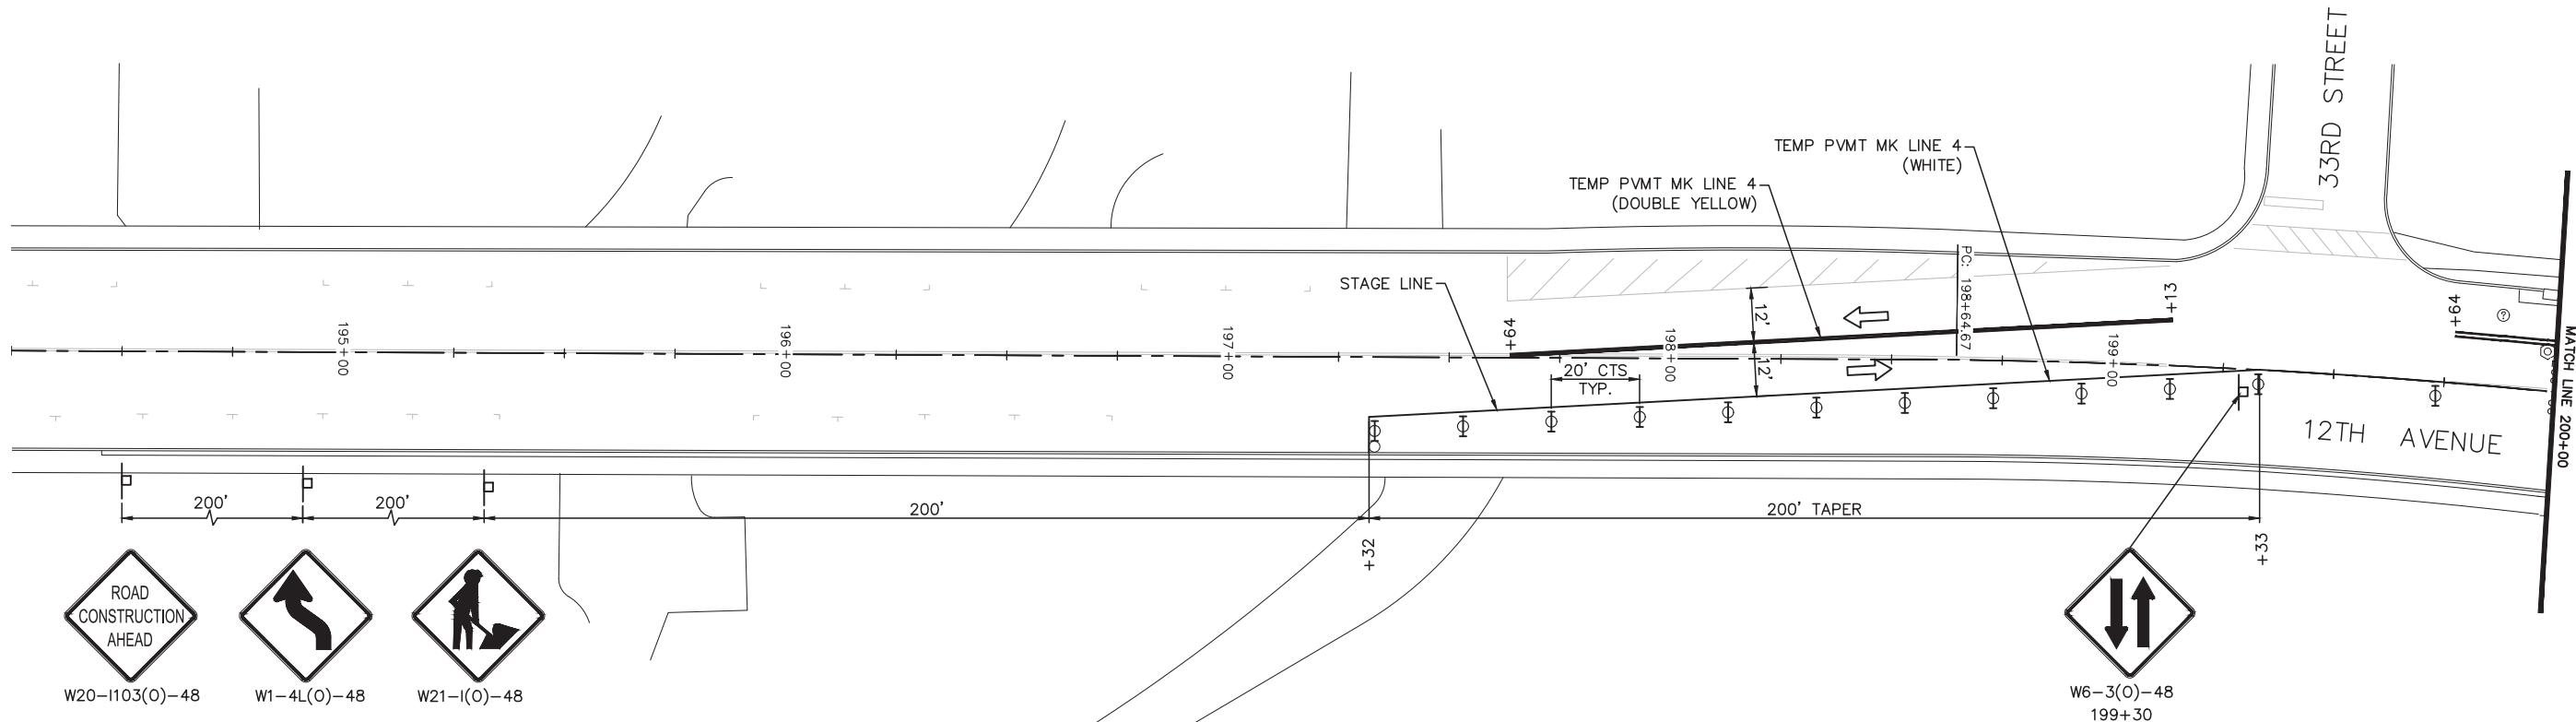 33RD STREET
TEMP PVMT MK LINE 4
(WHITE)
TEMP PVMT MK LINE 4
(DOUBLE YELLOW)
STAGE LINE
PC: 198+64.67
12'
+13
+64
+64
195+00
196+00
197+00
198+00
199+00
12'
20' CTS
TYP.
?
MATCH LINE 200+00
12TH AVENUE
200'
200'
200'
200' TAPER
+32
+33
ROAD
CONSTRUCTION
AHEAD
W20-I103(O)-48
W1-4L(O)-48
W21-I(O)-48
W6-3(O)-48
199+30